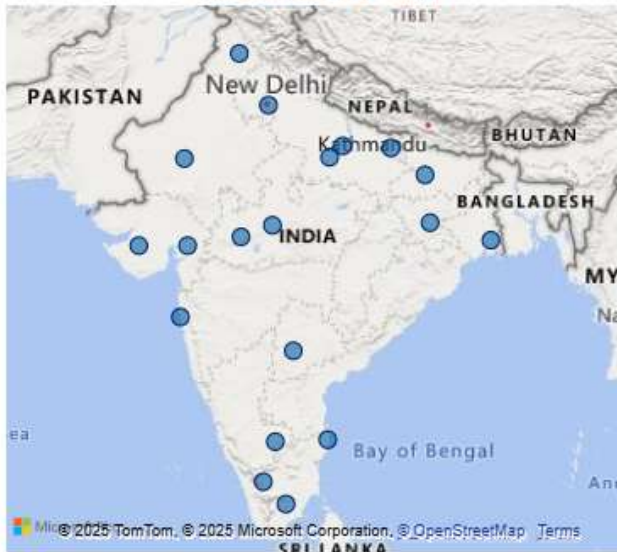 TIBET
New Delhi
PAKISTAN
NEPAL
Kathmandu
BHUTAN
BANGLADESH
INDIA
MY
Na
ea
Bay of Bengal
An
© 2025 TomTom, © 2025 Microsoft Corporation, © OpenStreetMap Terms
SRI LANKA